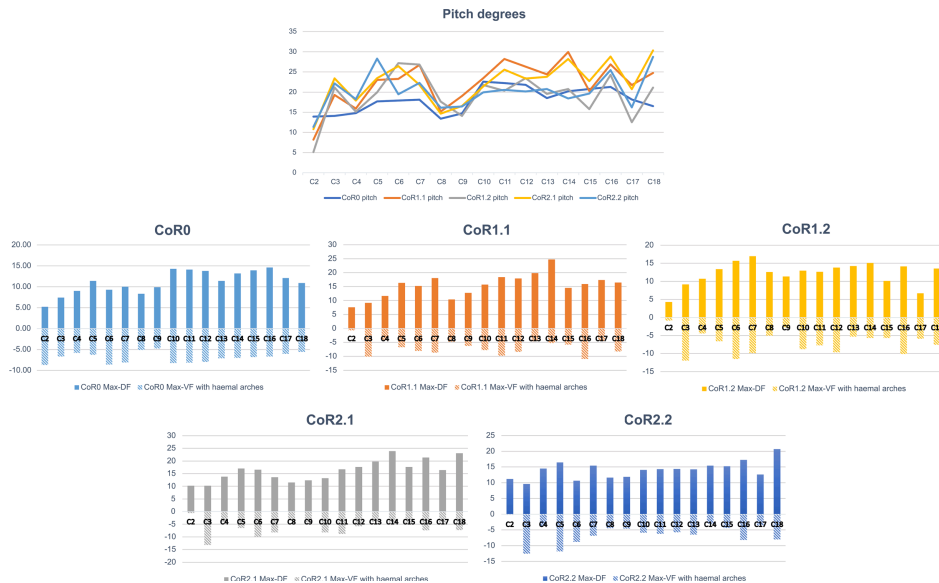 Pitch degrees
35
30
25
20
15
10
5
0
C2 C3 C4 C5 C6 C7 C8 C9 C10 C11 C12 C13 C14 C15 C16 C17 C18
CoR0 pitch CoR1.1 pitch CoR1.2 pitch CoR2.1 pitch CoR2.2 pitch
CoR0
20.00
15.00
10.00
5.00
0.00
C2 C3 C4 C5 C6 C7 C8 C9 C10 C11 C12 C13 C14 C15 C16 C17 C18
-5.00
-10.00
CoR0 Max-DF CoR0 Max-VF with haemal arches
CoR1.1
30
25
20
15
10
5
0
C2 C3 C4 C5 C6 C7 C8 C9 C10 C11 C12 C13 C14 C15 C16 C17 C18
-5
-10
-15
CoR1.1 Max-DF CoR1.1 Max-VF with haemal arches
CoR1.2
20
15
10
5
0
C2 C3 C4 C5 C6 C7 C8 C9 C10 C11 C12 C13 C14 C15 C16 C17 C1
-5
-10
-15
CoR1.2 Max-DF CoR1.2 Max-VF with haemal arches
CoR2.1
30
25
20
15
10
5
0
C2 C3 C4 C5 C6 C7 C8 C9 C10 C11 C12 C13 C14 C15 C16 C17 C18
-5
-10
-15
-20
CoR2.1 Max-DF CoR2.1 Max-VF with haemal arches
CoR2.2
25
20
15
10
5
0
C2 C3 C4 C5 C6 C7 C8 C9 C10 C11 C12 C13 C14 C15 C16 C17 C18
-5
-10
-15
CoR2.2 Max-DF CoR2.2 Max-VF with haemal arches